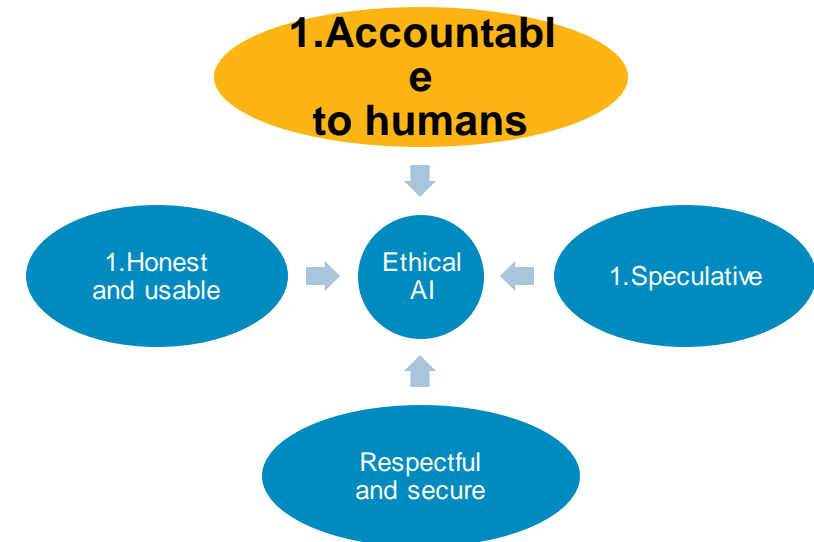 1.Accountabl
e
to humans
1.Honest
and usable
Ethical
AI
1.Speculative
Respectful
and secure